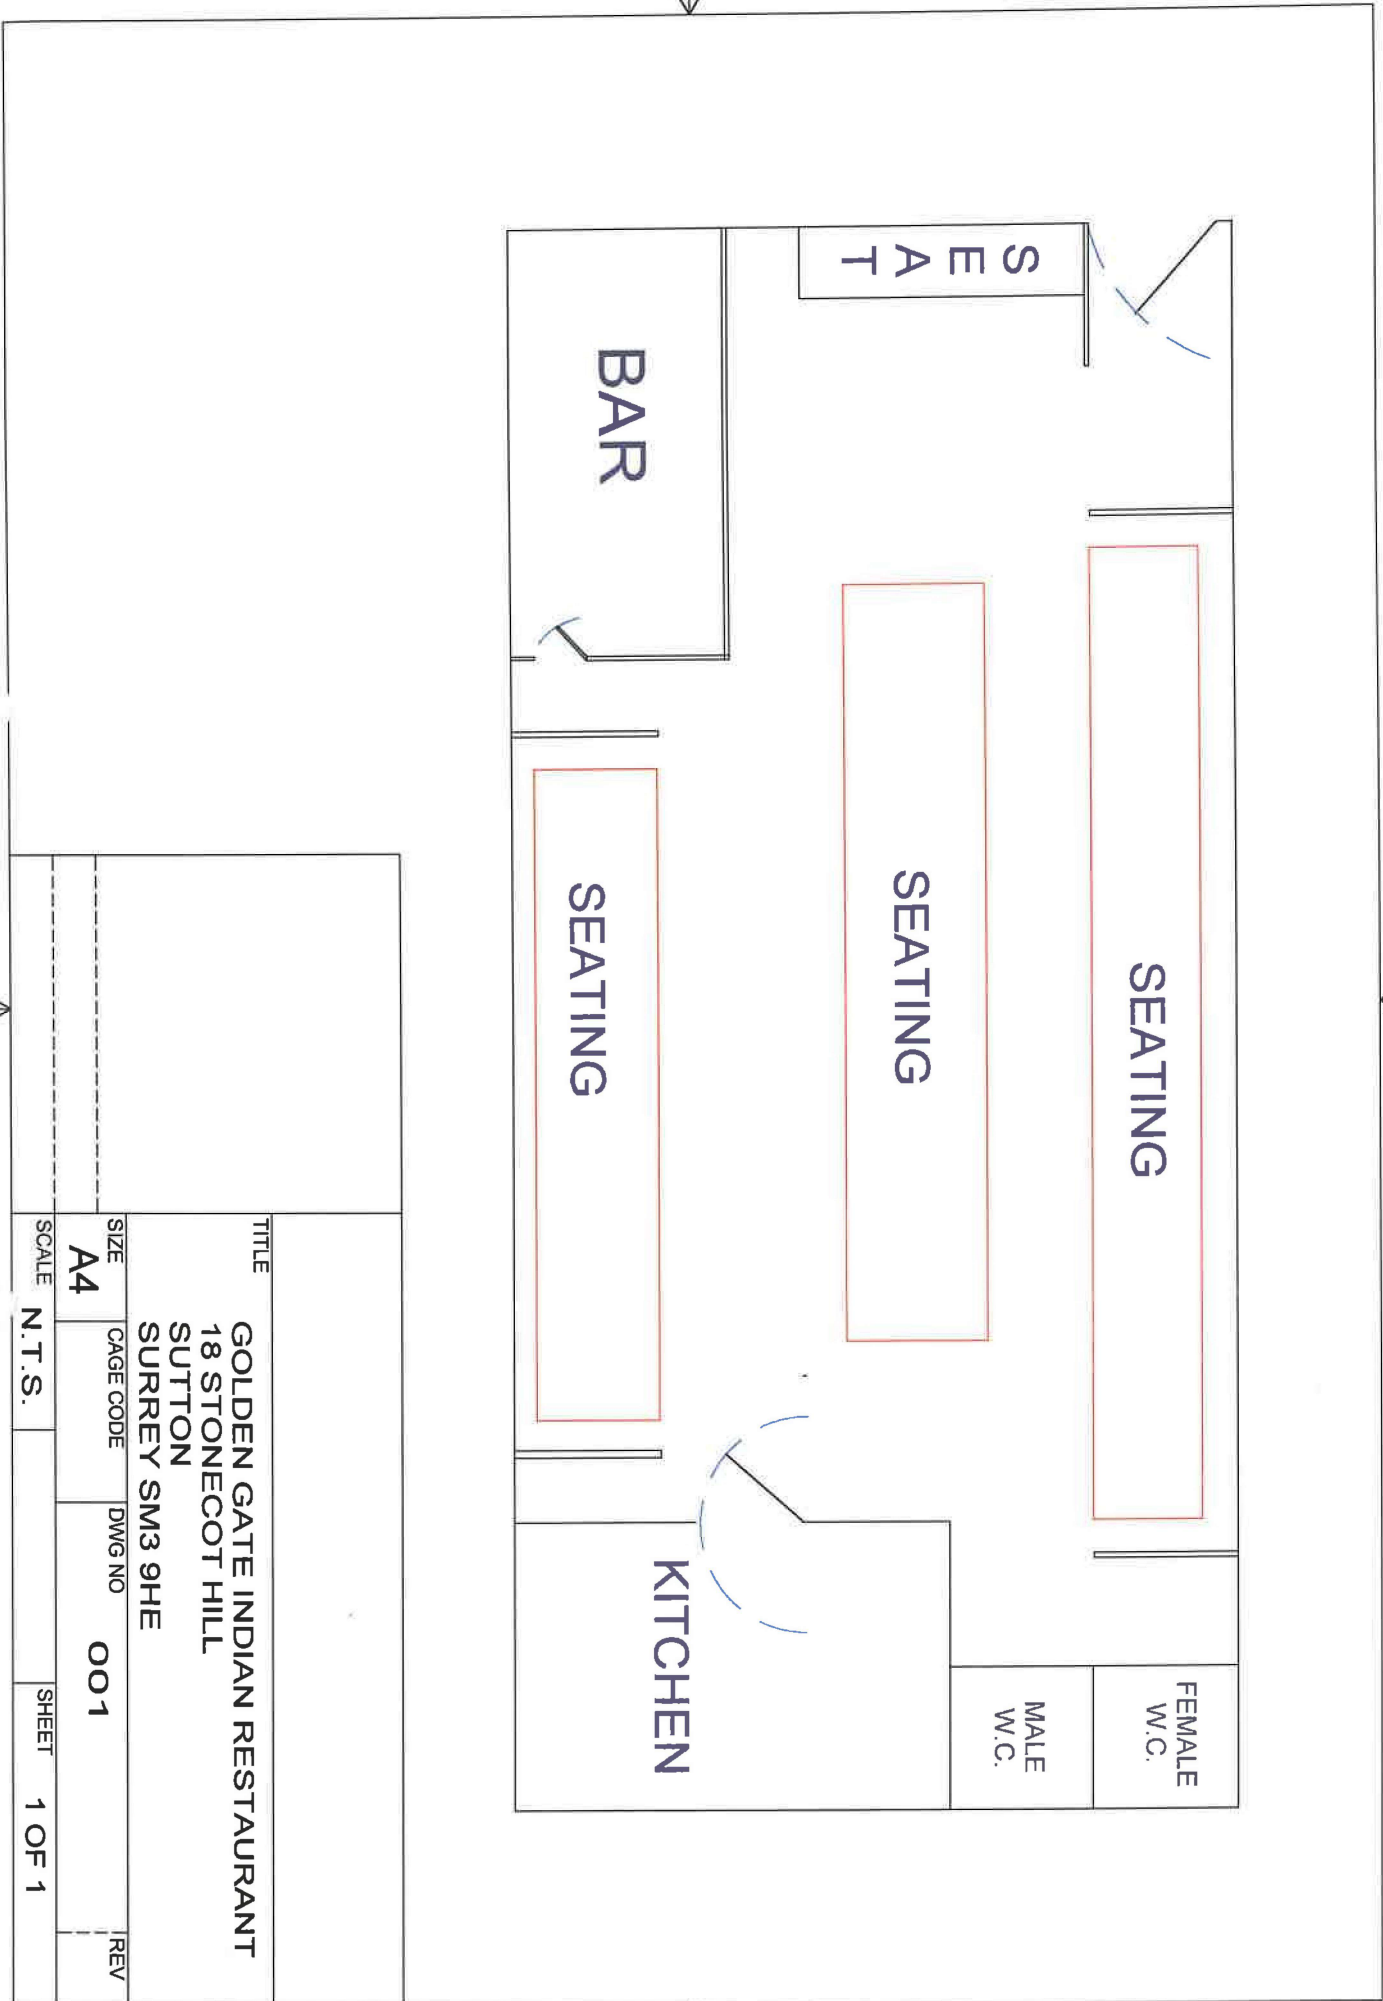 FEMALE
W.C.
MALE
W.C.
SEATING
S
E
A
T
SEATING
KITCHEN
BAR
SEATING
TITLE
GOLDEN GATE INDIAN RESTAURANT
18 STONECOT HILL
SUTTON
SURREY SM3 9HE
SIZE
A4
CAGE CODE
DWG NO
001
REV
SCALE N.T.S.
SHEET 1 OF 1